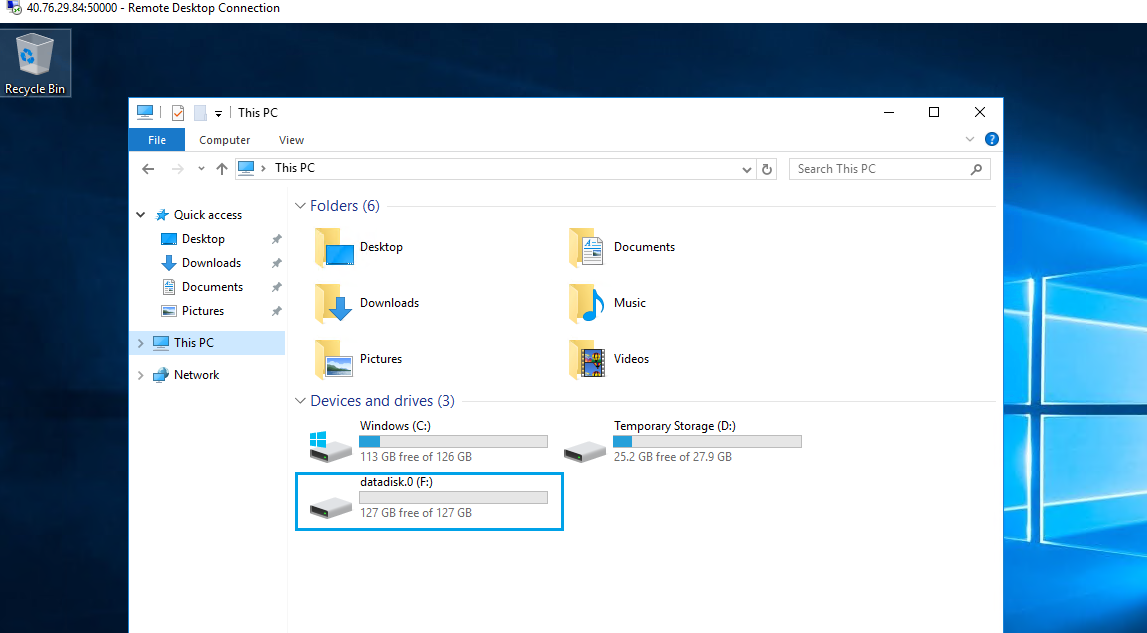 40.76.29.84:50000 - Remote Desktop Connection
Recycle Bin
This PC
File Computer View
This PC Search This PC
Quick access
Desktop
Downloads
Documents
Pictures
This PC
Network
Folders (6)
Desktop Documents
Downloads Music
Pictures Videos
Devices and drives (3)
Windows (C:) Temporary Storage (D:)
113 GB free of 126 GB 25.2 GB free of 27.9 GB
datadisk.0 (F:)
127 GB free of 127 GB